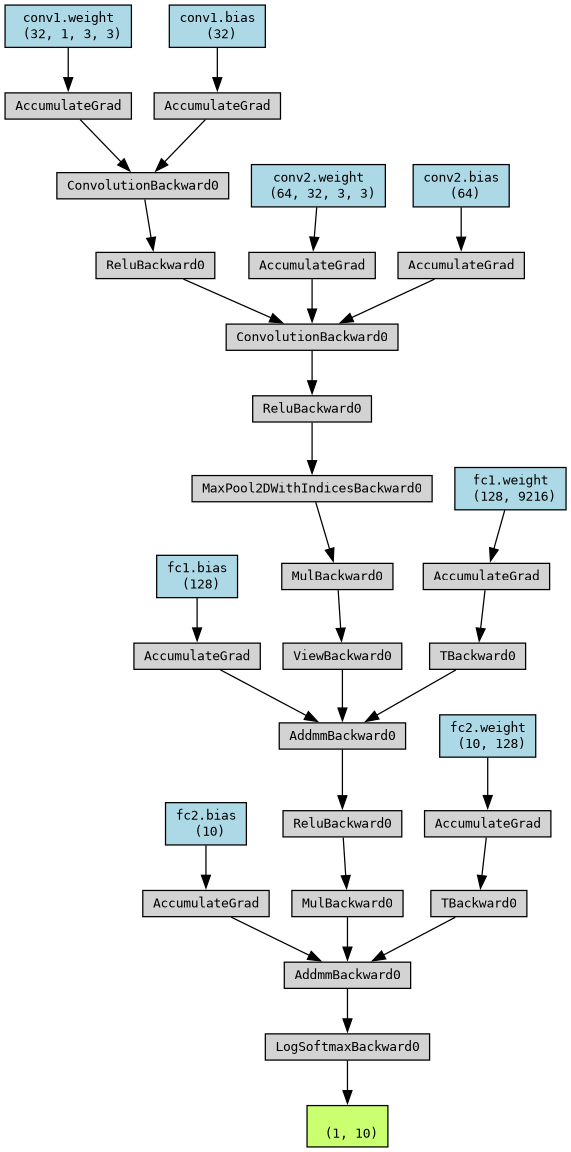 conv1.weight
(32, 1, 3, 3)
conv1.bias
(32)
AccumulateGrad
AccumulateGrad
ConvolutionBackward0
conv2.weight
(64, 32, 3, 3)
conv2.bias
(64)
ReluBackward0
AccumulateGrad
AccumulateGrad
ConvolutionBackward0
ReluBackward0
MaxPool2DWithIndicesBackward0
fc1.weight
(128, 9216)
fc1.bias
(128)
MulBackward0
AccumulateGrad
AccumulateGrad
ViewBackward0
TBackward0
AddmmBackward0
fc2.weight
(10, 128)
fc2.bias
(10)
ReluBackward0
AccumulateGrad
AccumulateGrad
MulBackward0
TBackward0
AddmmBackward0
LogSoftmaxBackward0
(1, 10)